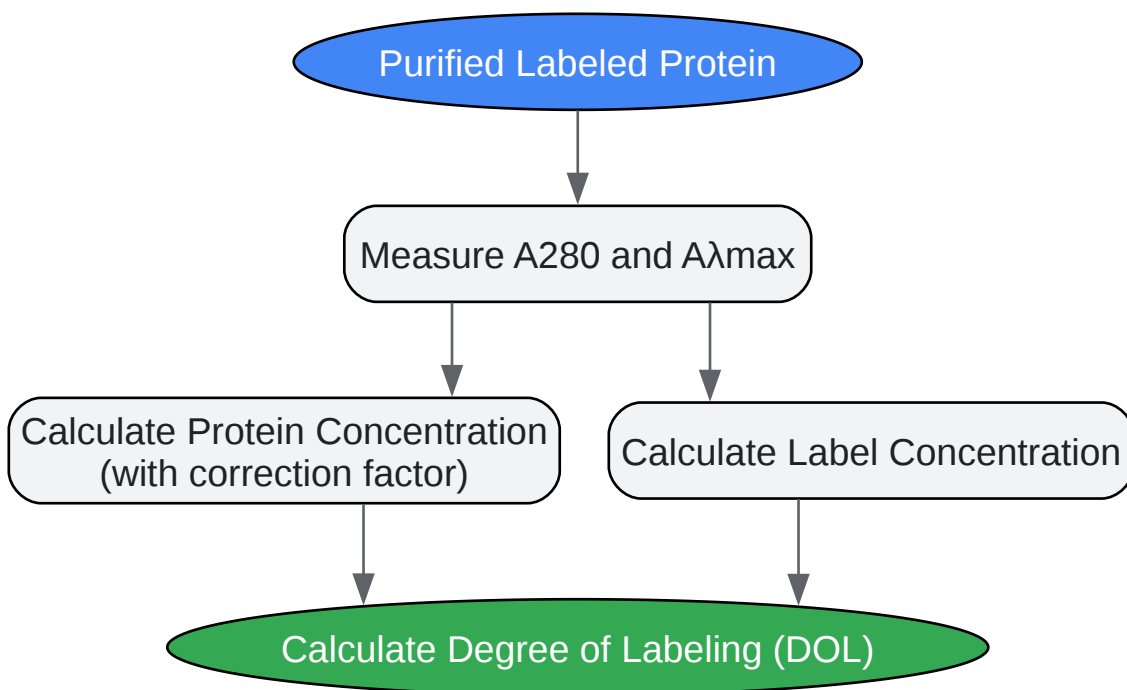 Purified Labeled Protein
Measure A280 and Aλmax
Calculate Protein Concentration
(with correction factor)
Calculate Label Concentration
Calculate Degree of Labeling (DOL)